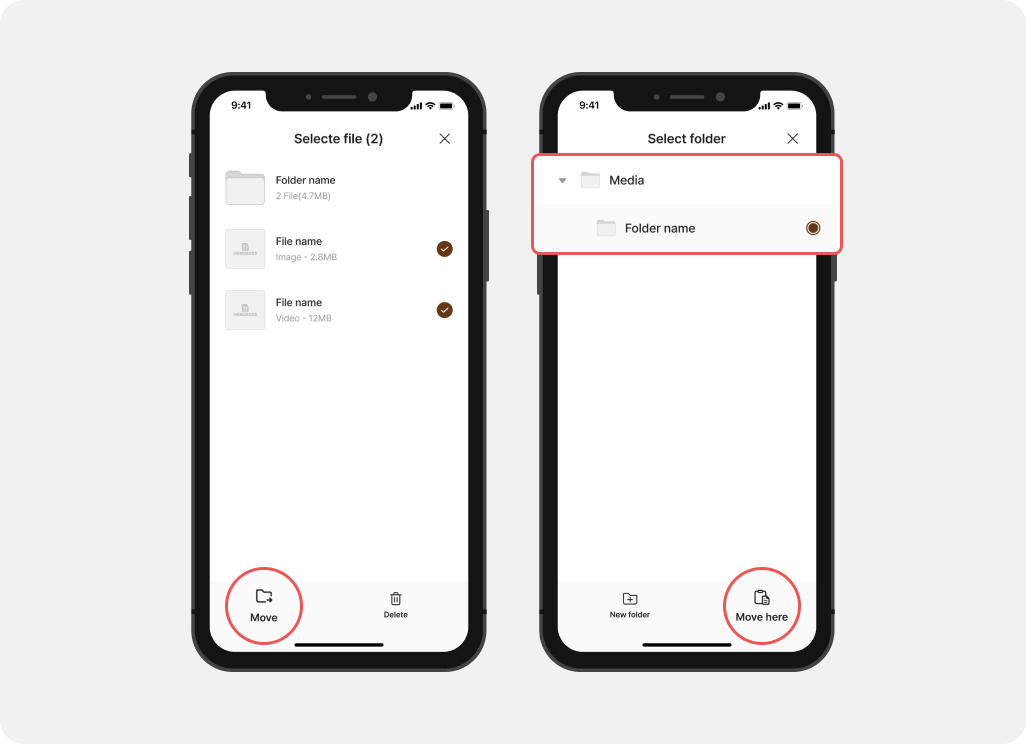 9:41
Selecte file (2)
Folder name
2 File(4.7MB)
File name
Image - 2.8MB
File name
Video - 12MB
Move
Delete
9:41
Select folder
Media
Folder name
New folder
Move here